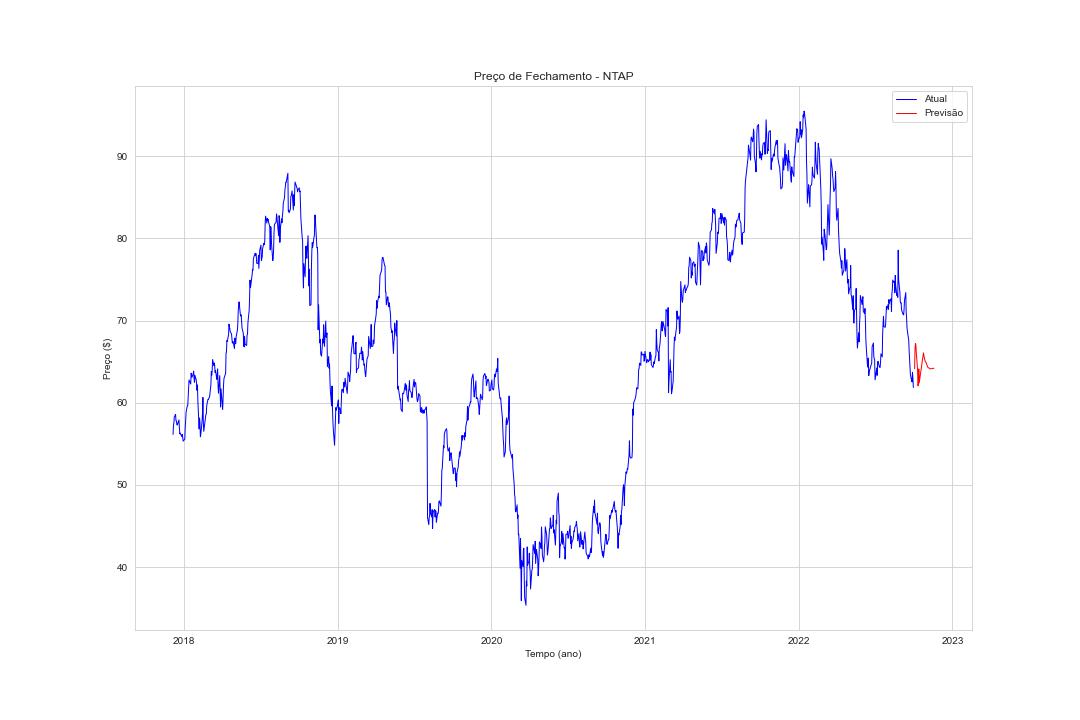 Preço de Fechamento - NTAP
Atual
Previsão
90
80
70
60
50
40
Preço ($)
2018 2019 2020 2021 2022 2023
Tempo (ano)